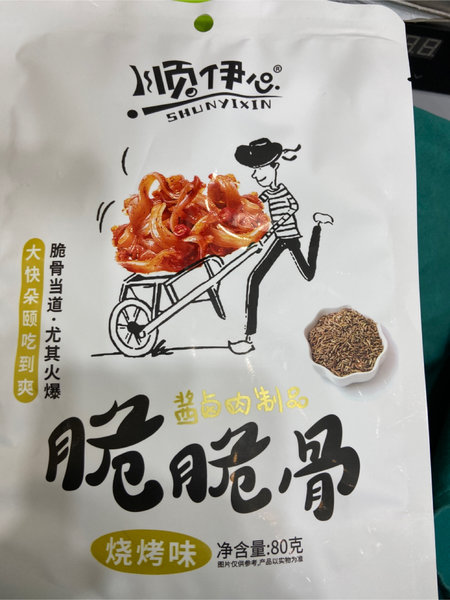 顺伊心®
SHUNYIXIN
脆骨当道·尤其火爆
大快朵颐吃到爽
酱卤肉制品
脆脆骨
烧烤味
净含量:80克
图片仅供参考,产品以实物为准